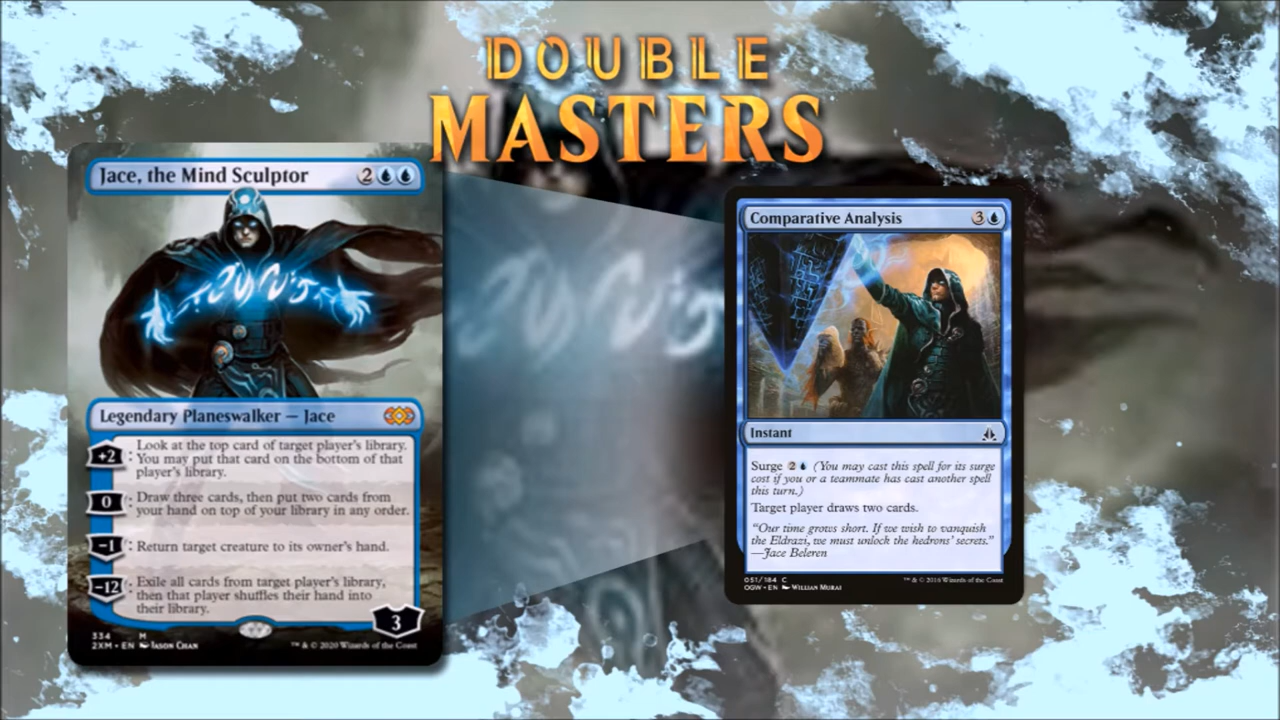 DOUBLE
MASTERS
Jace, the Mind Sculptor 2
Legendary Planeswalker — Jace
+2 : Look at the top card of target player's library.
You may put that card on the bottom of that
player's library.
0 : Draw three cards, then put two cards from
your hand on top of your library in any order.
-1 : Return target creature to its owner's hand.
-12 : Exile all cards from target player's library,
then that player shuffles their hand into
their library.
3
334 M
2XM • EN Jason Chan ™ & © 2020 Wizards of the Coast
Comparative Analysis 3
Instant
Surge 2 (You may cast this spell for its surge
cost if you or a teammate has cast another spell
this turn.)
Target player draws two cards.
"Our time grows short. If we wish to vanquish
the Eldrazi, we must unlock the hedrons' secrets."
—Jace Beleren
051/184 C
OGW • EN Willian Murai ™ & © 2016 Wizards of the Coast